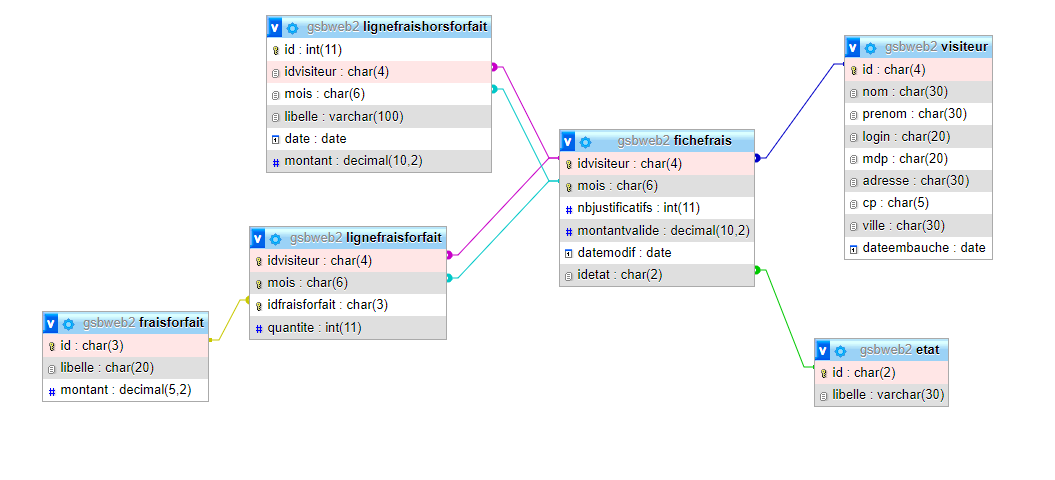 v gsbweb2 lignefraishorsforfait
id : int(11)
idvisiteur : char(4)
mois : char(6)
libelle : varchar(100)
date : date
# montant : decimal(10,2)
v gsbweb2 visiteur
id : char(4)
nom : char(30)
prenom : char(30)
login : char(20)
mdp : char(20)
adresse : char(30)
cp : char(5)
ville : char(30)
dateembauche : date
v gsbweb2 fichefrais
idvisiteur : char(4)
mois : char(6)
# nbjustificatifs : int(11)
# montantvalide : decimal(10,2)
datemodif : date
idetat : char(2)
v gsbweb2 lignefraisforfait
idvisiteur : char(4)
mois : char(6)
idfraisforfait : char(3)
# quantite : int(11)
v gsbweb2 fraisforfait
id : char(3)
libelle : char(20)
# montant : decimal(5,2)
v gsbweb2 etat
id : char(2)
libelle : varchar(30)